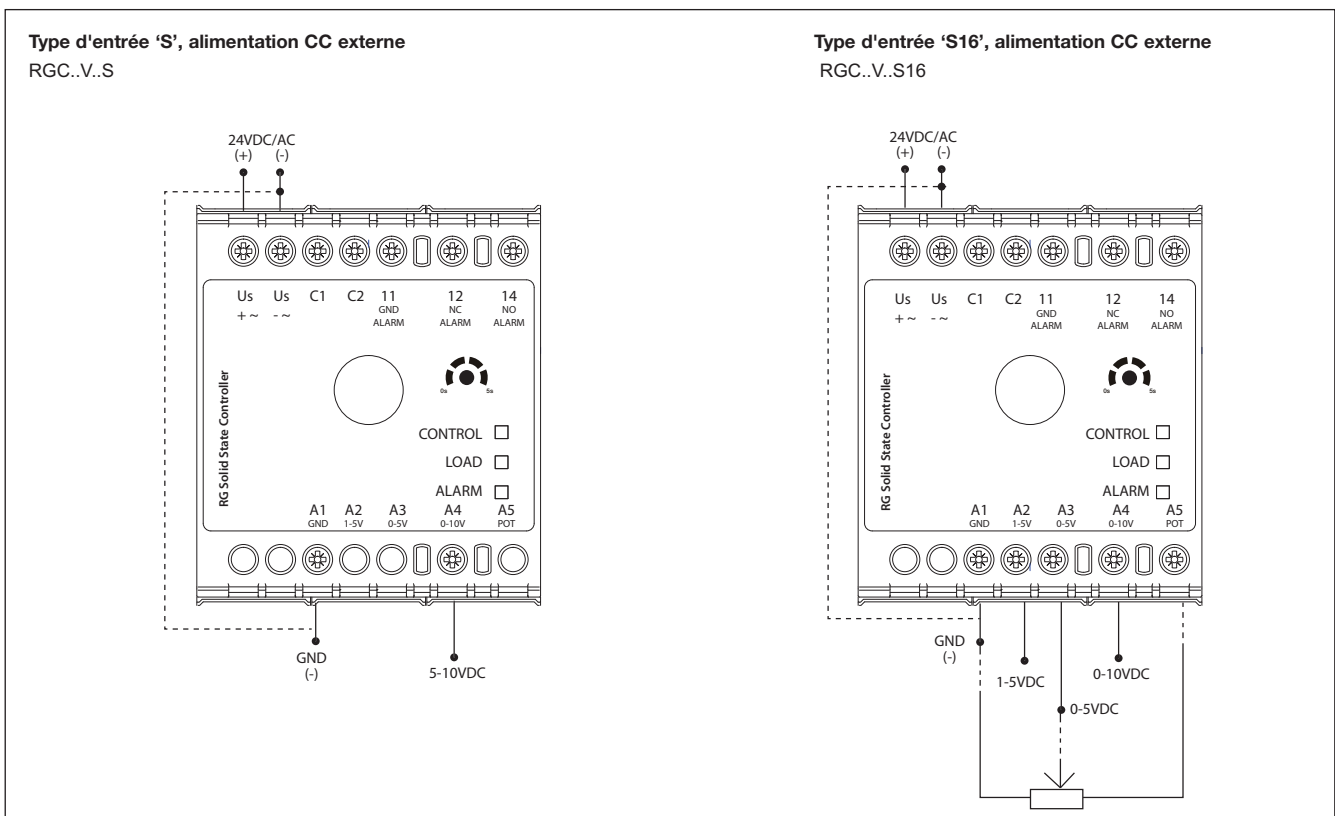 Type d'entrée ‘S’, alimentation CC externe
RGC..V..S
24VDC/AC
(+) (-)
Us Us C1 C2 11 12 14
+ ~ - ~ GND NC NO
ALARM ALARM ALARM
RG Solid State Controller
0s 5s
CONTROL
LOAD
ALARM
A1 A2 A3 A4 A5
GND 1-5V 0-5V 0-10V POT
GND
(-)
5-10VDC
Type d'entrée ‘S16’, alimentation CC externe
RGC..V..S16
24VDC/AC
(+) (-)
Us Us C1 C2 11 12 14
+ ~ - ~ GND NC NO
ALARM ALARM ALARM
RG Solid State Controller
0s 5s
CONTROL
LOAD
ALARM
A1 A2 A3 A4 A5
GND 1-5V 0-5V 0-10V POT
GND
(-)
1-5VDC
0-10VDC
0-5VDC